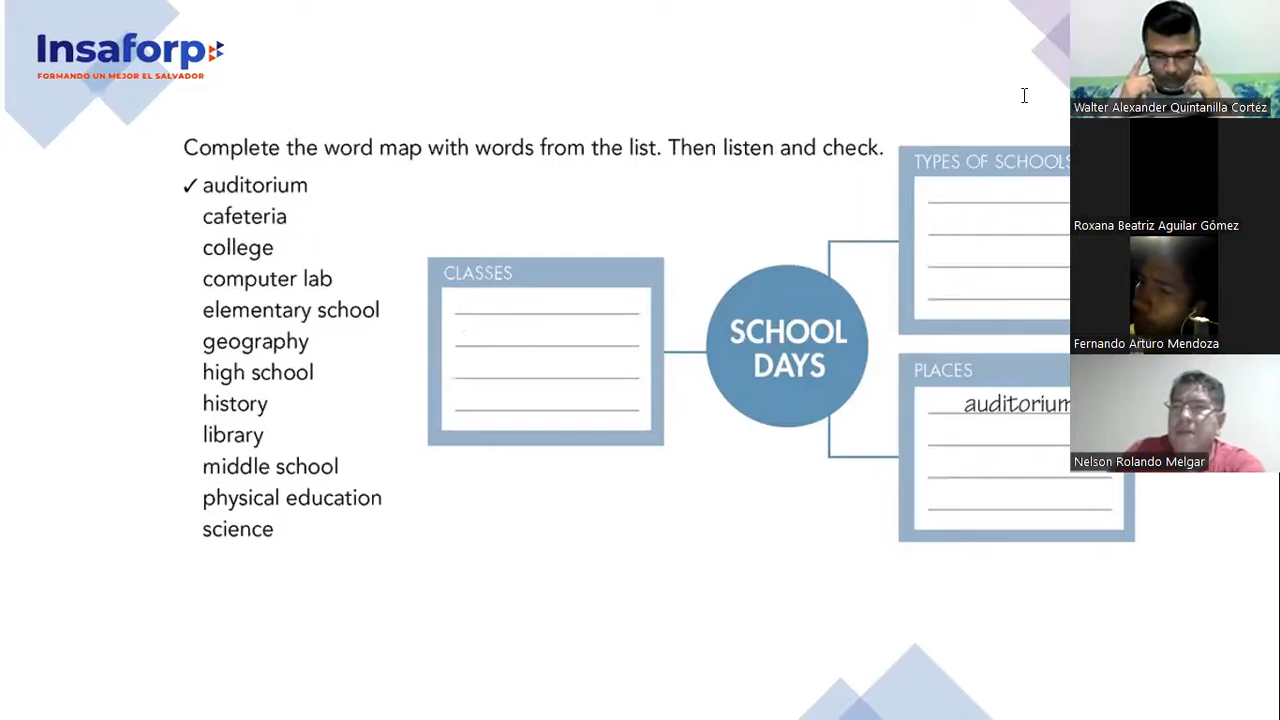 Insaforp
FORMANDO UN MEJOR EL SALVADOR
Complete the word map with words from the list. Then listen and check.
✓ auditorium
cafeteria
college
computer lab
elementary school
geography
high school
history
library
middle school
physical education
science
CLASSES
SCHOOL
DAYS
TYPES OF SCHOOLS
PLACES
auditorium
Walter Alexander Quintanilla Cortéz
Roxana Beatriz Aguilar Gómez
Fernando Arturo Mendoza
Nelson Rolando Melgar